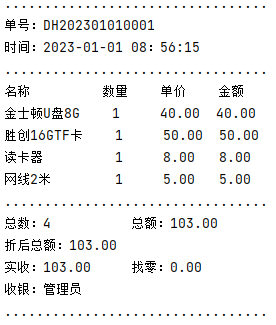 ..................................
单号：DH202301010001
时间：2023-01-01 08：56:15
..................................
名称 数量 单价 金额
金士顿U盘8G 1 40.00 40.00
胜创16GTF卡 1 50.00 50.00
读卡器 1 8.00 8.00
网线2米 1 5.00 5.00
..................................
总数：4 总额：103.00
折后总额：103.00
实收：103.00 找零：0.00
收银：管理员
..................................